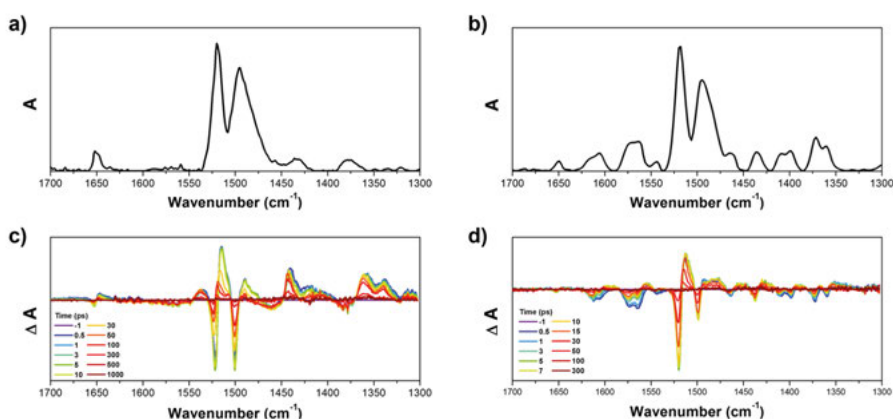 a)
A
1700 1650 1600 1550 1500 1450 1400 1350 1300
Wavenumber (cm⁻¹)
b)
A
1700 1650 1600 1550 1500 1450 1400 1350 1300
Wavenumber (cm⁻¹)
c)
Δ A
Time (ps)
-1 30
0.5 50
1 100
3 300
5 500
10 1000
1700 1650 1600 1550 1500 1450 1400 1350 1300
Wavenumber (cm⁻¹)
d)
Δ A
Time (ps)
-1 10
0.5 15
1 30
3 50
5 100
7 300
1700 1650 1600 1550 1500 1450 1400 1350 1300
Wavenumber (cm⁻¹)